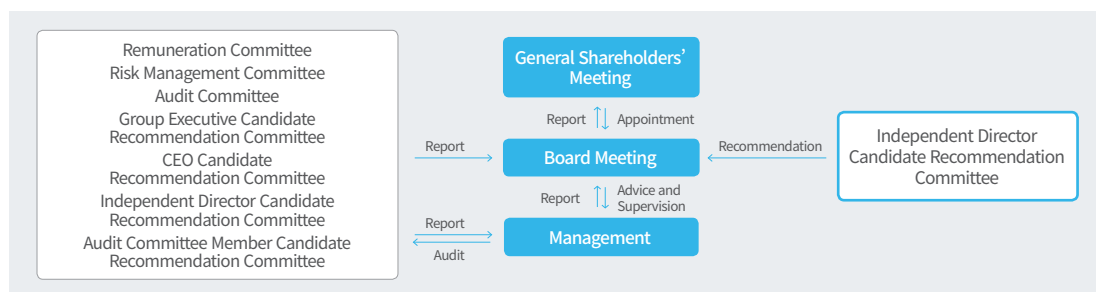 Remuneration Committee
Risk Management Committee
Audit Committee
Group Executive Candidate
Recommendation Committee
CEO Candidate
Recommendation Committee
Independent Director Candidate
Recommendation Committee
Audit Committee Member Candidate
Recommendation Committee
Report
Report
Audit
General Shareholders’
Meeting
Report
Appointment
Board Meeting
Report
Advice and
Supervision
Management
Recommendation
Independent Director
Candidate Recommendation
Committee